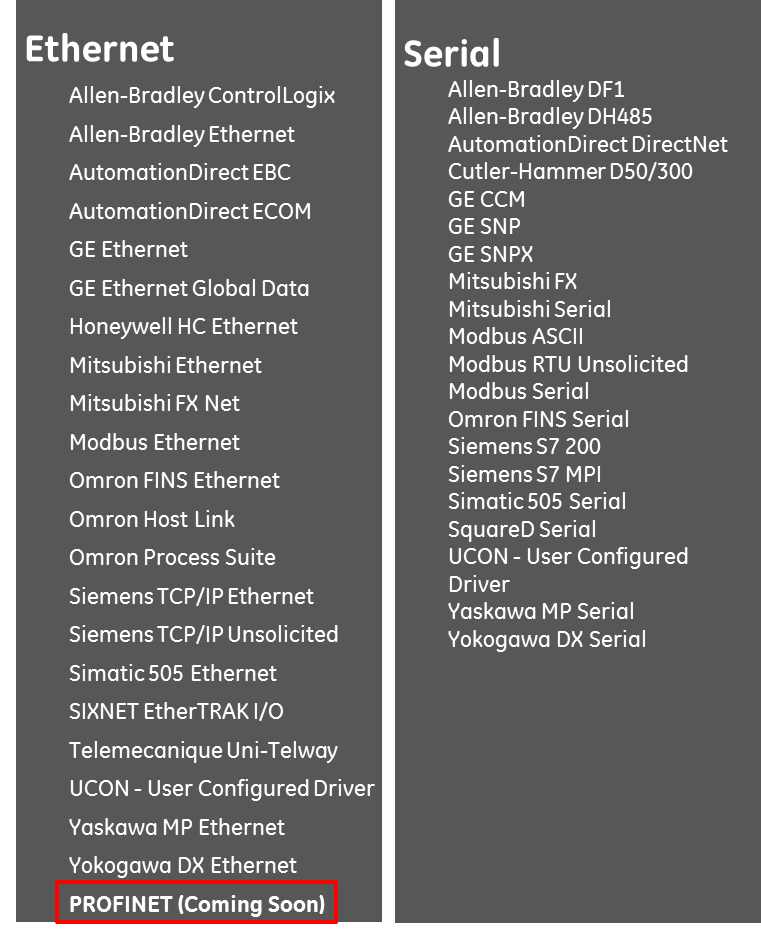 Ethernet
Allen-Bradley ControlLogix
Allen-Bradley Ethernet
AutomationDirect EBC
AutomationDirect ECOM
GE Ethernet
GE Ethernet Global Data
Honeywell HC Ethernet
Mitsubishi Ethernet
Mitsubishi FX Net
Modbus Ethernet
Omron FINS Ethernet
Omron Host Link
Omron Process Suite
Siemens TCP/IP Ethernet
Siemens TCP/IP Unsolicited
Simatic 505 Ethernet
SIXNET EtherTRAK I/O
Telemecanique Uni-Telway
UCON - User Configured Driver
Yaskawa MP Ethernet
Yokogawa DX Ethernet
PROFINET (Coming Soon)
Serial
Allen-Bradley DF1
Allen-Bradley DH485
AutomationDirect DirectNet
Cutler-Hammer D50/300
GE CCM
GE SNP
GE SNPX
Mitsubishi FX
Mitsubishi Serial
Modbus ASCII
Modbus RTU Unsolicited
Modbus Serial
Omron FINS Serial
Siemens S7 200
Siemens S7 MPI
Simatic 505 Serial
SquareD Serial
UCON - User Configured
Driver
Yaskawa MP Serial
Yokogawa DX Serial